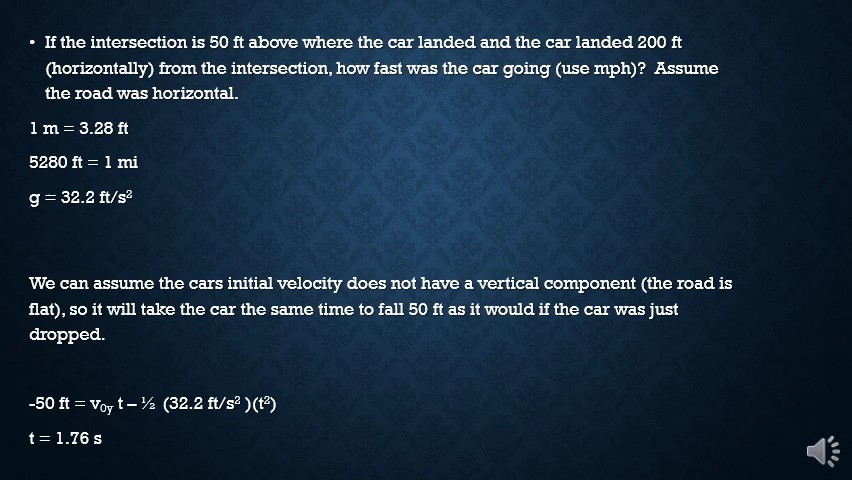 • If the intersection is 50 ft above where the car landed and the car landed 200 ft
(horizontally) from the intersection, how fast was the car going (use mph)? Assume
the road was horizontal.
1 m = 3.28 ft
5280 ft = 1 mi
g = 32.2 ft/s²
We can assume the cars initial velocity does not have a vertical component (the road is
flat), so it will take the car the same time to fall 50 ft as it would if the car was just
dropped.
-50 ft = v₀y t – ½ (32.2 ft/s² )(t²)
t = 1.76 s